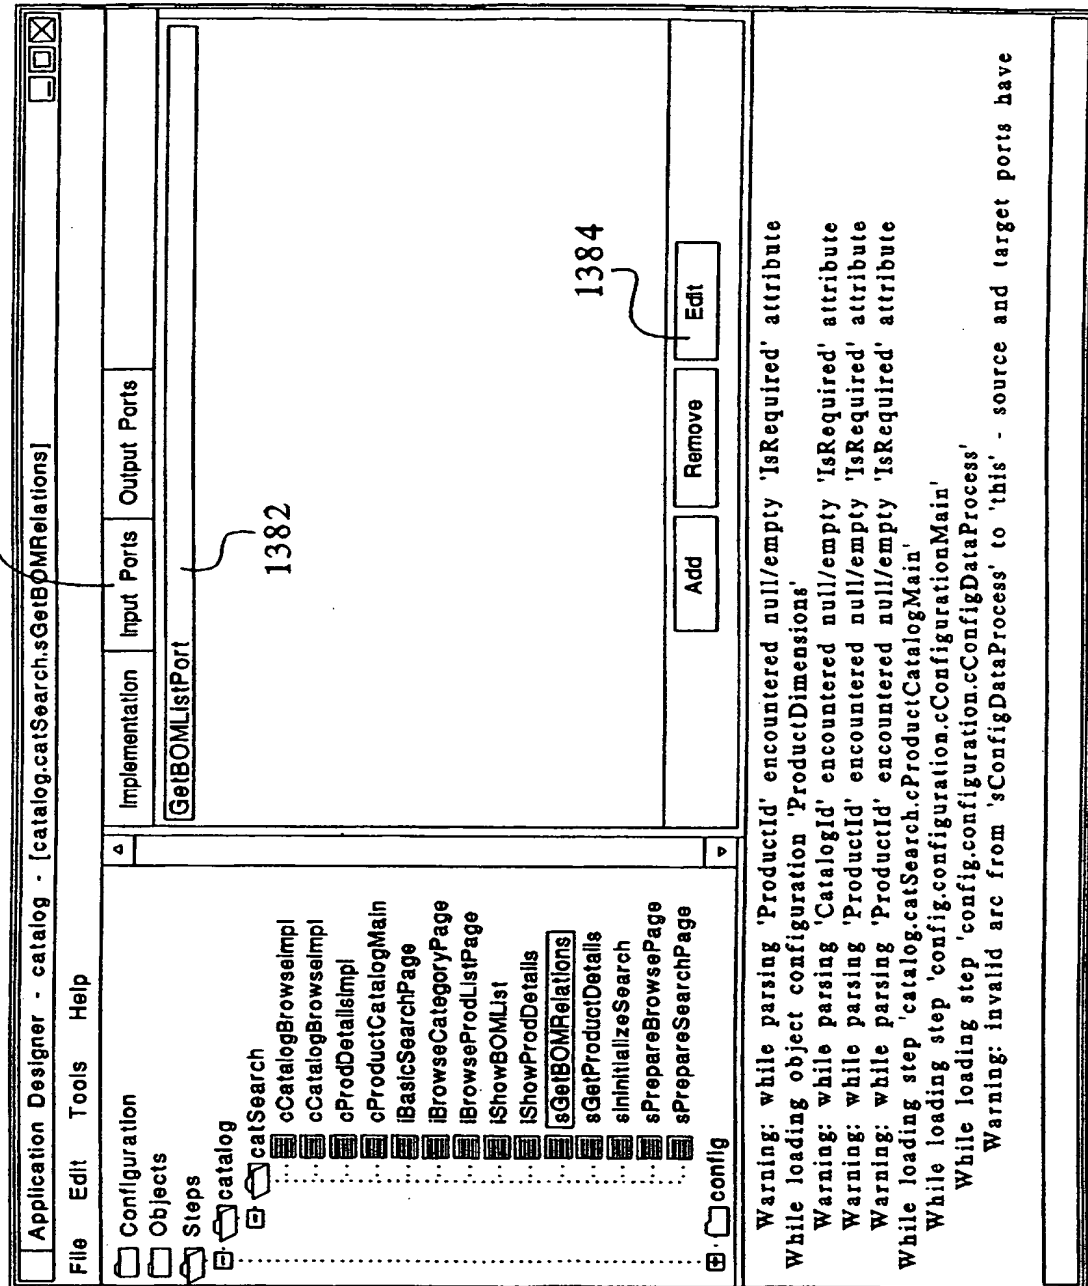 Application Designer - catalog - [catalog.catSearch.sGetBOMRelations]
File Edit Tools Help
Configuration
Objects
Steps
catalog
catSearch
cCatalogBrowseImpl
cCatalogBrowseImpl
cProdDetailsImpl
cProductCatalogMain
iBasicSearchPage
iBrowseCategoryPage
iBrowseProdListPage
iShowBOMList
iShowProdDetails
sGetBOMRelations
sGetProductDetails
sIninitializeSearch
sPrepareBrowsePage
sPrepareSearchPage
config
Implementation Input Ports Output Ports
GetBOMListPort
1382
1384
Add Remove Edit
Warning: while parsing 'ProductId' encountered null/empty 'IsRequired' attribute
While loading object configuration 'ProductDimensions'
Warning: while parsing 'CatalogId' encountered null/empty 'IsRequired' attribute
Warning: while parsing 'ProductId' encountered null/empty 'IsRequired' attribute
Warning: while parsing 'ProductId' encountered null/empty 'IsRequired' attribute
While loading step 'catalog.catSearch.cProductCatalogMain'
While loading step 'config.configuration.cConfigurationMain'
While loading step 'config.configuration.cConfigDataProcess'
Warning: invalid arc from 'sConfigDataProcess' to 'this' - source and target ports have